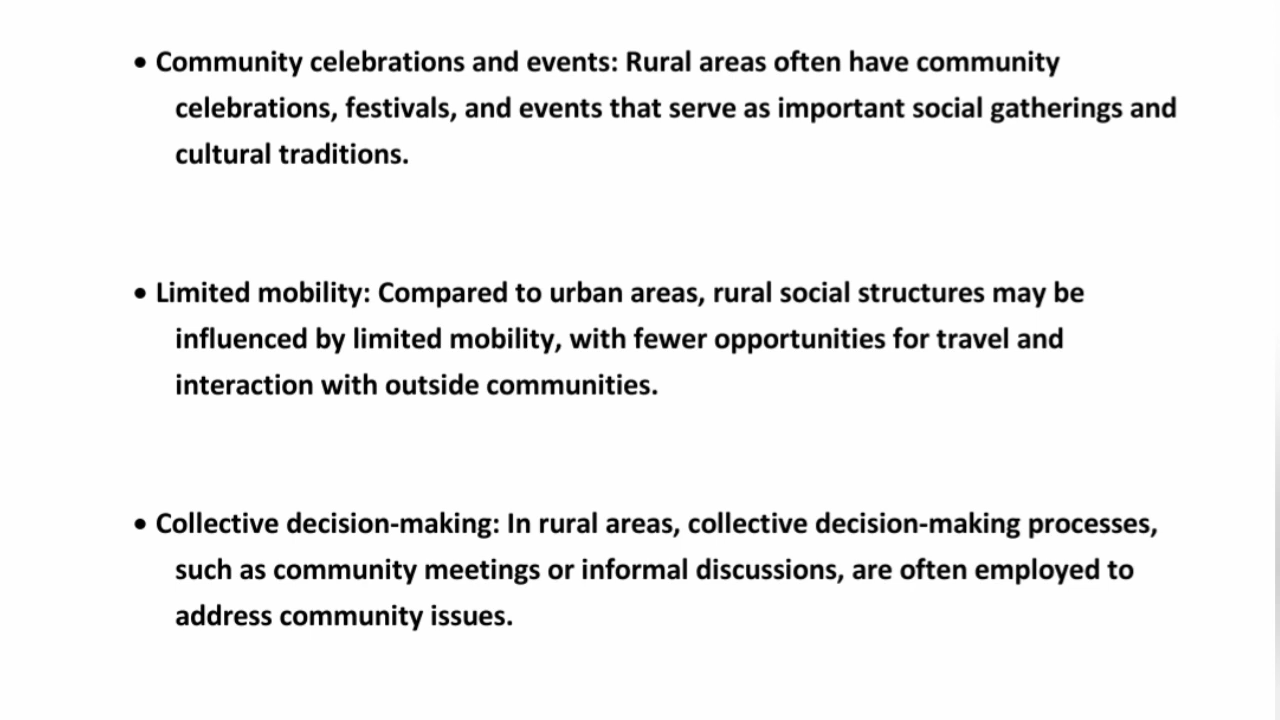 • Community celebrations and events: Rural areas often have community
celebrations, festivals, and events that serve as important social gatherings and
cultural traditions.
• Limited mobility: Compared to urban areas, rural social structures may be
influenced by limited mobility, with fewer opportunities for travel and
interaction with outside communities.
• Collective decision-making: In rural areas, collective decision-making processes,
such as community meetings or informal discussions, are often employed to
address community issues.